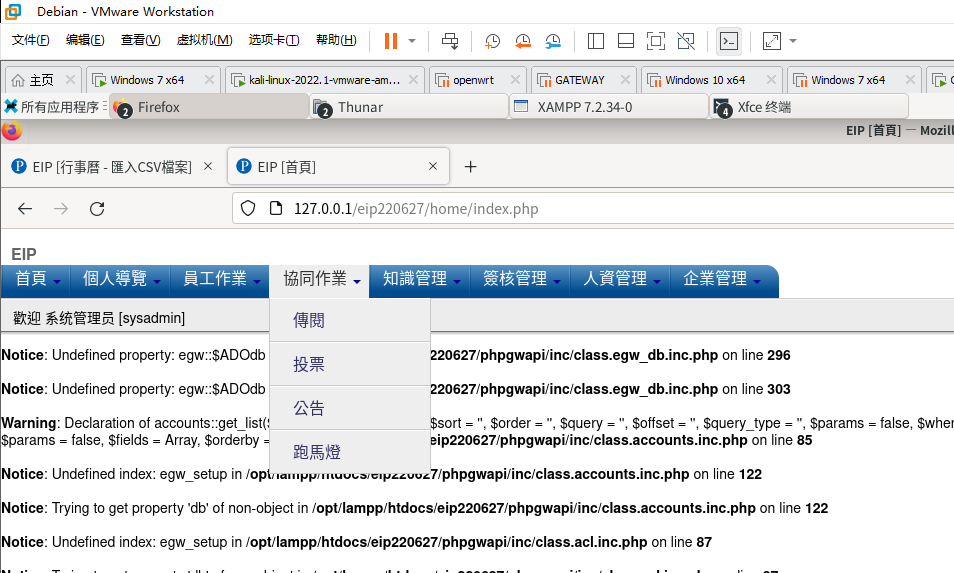 Debian - VMware Workstation
文件(F) 编辑(E) 查看(V) 虚拟机(M) 选项卡(T) 帮助(H)
主页 Windows 7 x64 kali-linux-2022.1-vmware-am... openwrt GATEWAY Windows 10 x64 Windows 7 x64
所有应用程序 2 Firefox 2 Thunar XAMPP 7.2.34-0 4 Xfce 终端
EIP [首頁] — Mozill
EIP [行事曆 - 匯入CSV檔案] EIP [首頁]
127.0.0.1/eip220627/home/index.php
EIP
首頁 個人導覽 員工作業 協同作業 知識管理 簽核管理 人資管理 企業管理
歡迎 系统管理员 [sysadmin]
傳閱
投票
公告
跑馬燈
Notice: Undefined property: egw::$ADOdb eip220627/phpgwapi/inc/class.egw_db.inc.php on line 296
Notice: Undefined property: egw::$ADOdb eip220627/phpgwapi/inc/class.egw_db.inc.php on line 303
Warning: Declaration of accounts::get_list($ $sort = '', $order = '', $query = '', $offset = '', $query_type = '', $params = false, $wher
$params = false, $fields = Array, $orderby = eip220627/phpgwapi/inc/class.accounts.inc.php on line 85
Notice: Undefined index: egw_setup in /opt/lampp/htdocs/eip220627/phpgwapi/inc/class.accounts.inc.php on line 122
Notice: Trying to get property 'db' of non-object in /opt/lampp/htdocs/eip220627/phpgwapi/inc/class.accounts.inc.php on line 122
Notice: Undefined index: egw_setup in /opt/lampp/htdocs/eip220627/phpgwapi/inc/class.acl.inc.php on line 87